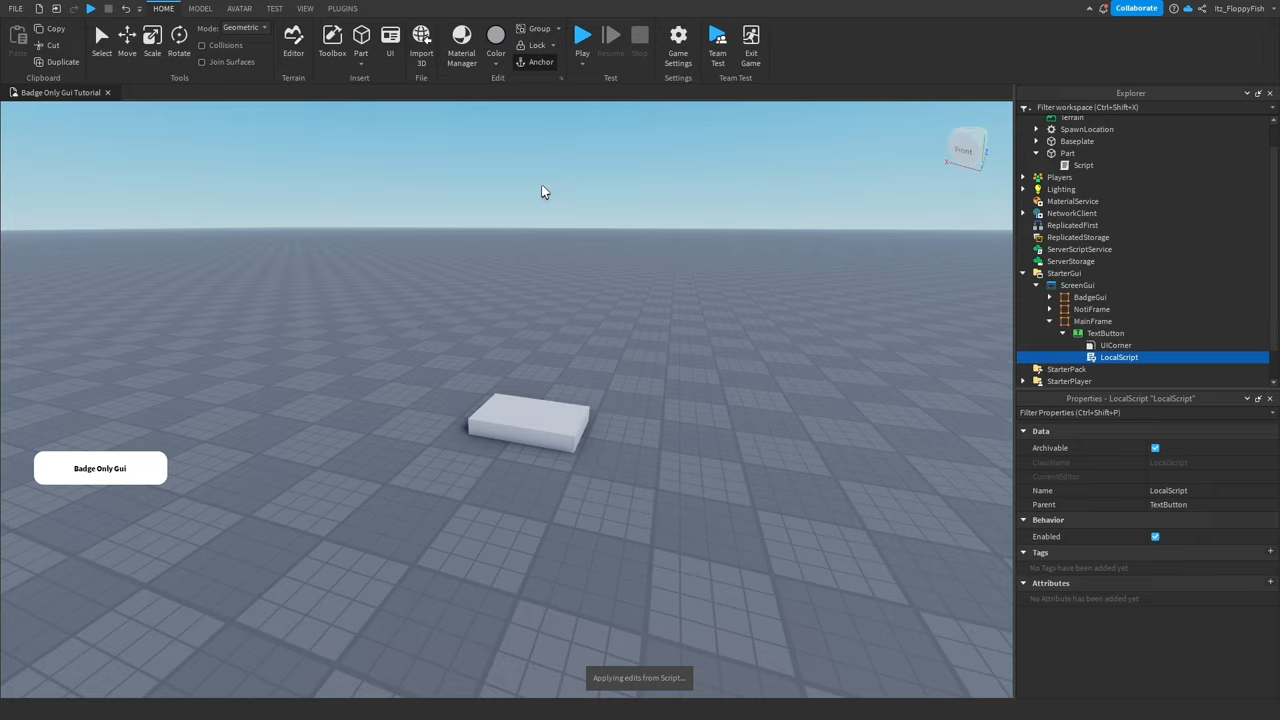 FILE
HOME
MODEL
AVATAR
TEST
VIEW
PLUGINS
Collaborate
Itz_FloppyFish
Paste
Copy
Cut
Duplicate
Clipboard
Select
Move
Scale
Rotate
Mode: Geometric
Collisions
Join Surfaces
Tools
Editor
Terrain
Toolbox
Part
UI
Insert
Import
3D
File
Material
Manager
Color
Group
Lock
Anchor
Edit
Play
Resume
Stop
Test
Game
Settings
Settings
Team
Test
Exit
Game
Team Test
Badge Only Gui Tutorial
Front
X
Z
Badge Only Gui
Applying edits from Script...
Explorer
Filter workspace (Ctrl+Shift+X)
Terrain
SpawnLocation
Baseplate
Part
Script
Players
Lighting
MaterialService
NetworkClient
ReplicatedFirst
ReplicatedStorage
ServerScriptService
ServerStorage
StarterGui
ScreenGui
BadgeGui
NotiFrame
MainFrame
TextButton
UICorner
LocalScript
StarterPack
StarterPlayer
Properties - LocalScript "LocalScript"
Filter Properties (Ctrl+Shift+P)
Data
Archivable
ClassName LocalScript
CurrentEditor
Name LocalScript
Parent TextButton
Behavior
Enabled
Tags
No Tags have been added yet
Attributes
No Attribute has been added yet